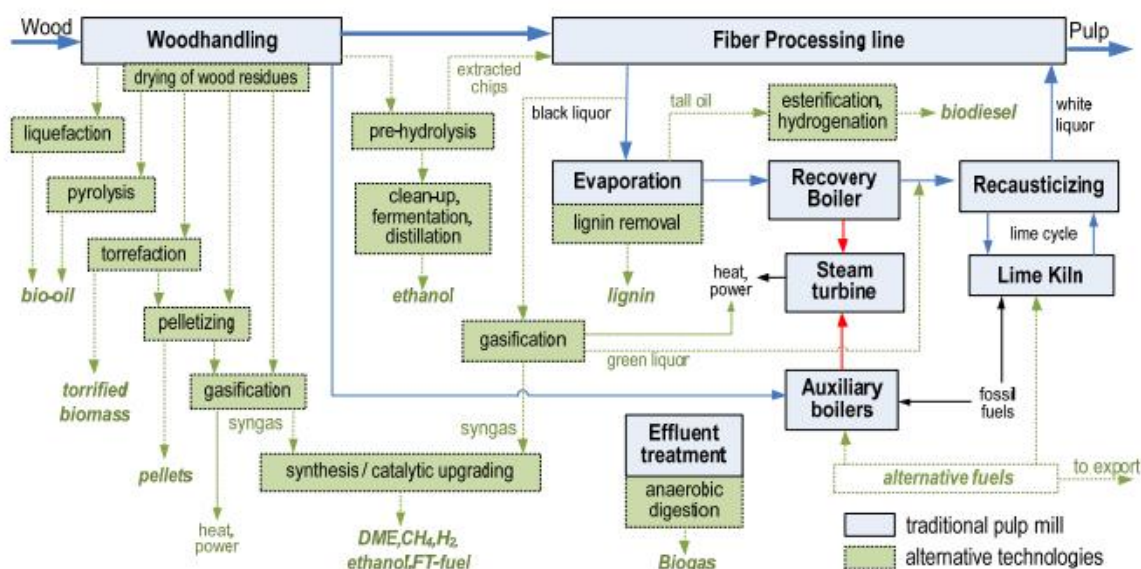 Wood
Woodhandling
Fiber Processing line
Pulp
drying of wood residues
extracted
chips
liquefaction
pre-hydrolysis
black liquor
tall oil
esterification,
hydrogenation
biodiesel
white
liquor
pyrolysis
clean-up,
fermentation,
distillation
Evaporation
lignin removal
Recovery
Boiler
Recausticizing
lime cycle
torrefaction
bio-oil
ethanol
lignin
heat,
power
Steam
turbine
Lime Kiln
pelletizing
gasification
green liquor
torrified
biomass
gasification
syngas
syngas
Auxiliary
boilers
fossil
fuels
pellets
synthesis / catalytic upgrading
Effluent
treatment
anaerobic
digestion
alternative fuels
to export
heat,
power
DME,CH4,H2,
ethanol,FT-fuel
Biogas
traditional pulp mill
alternative technologies